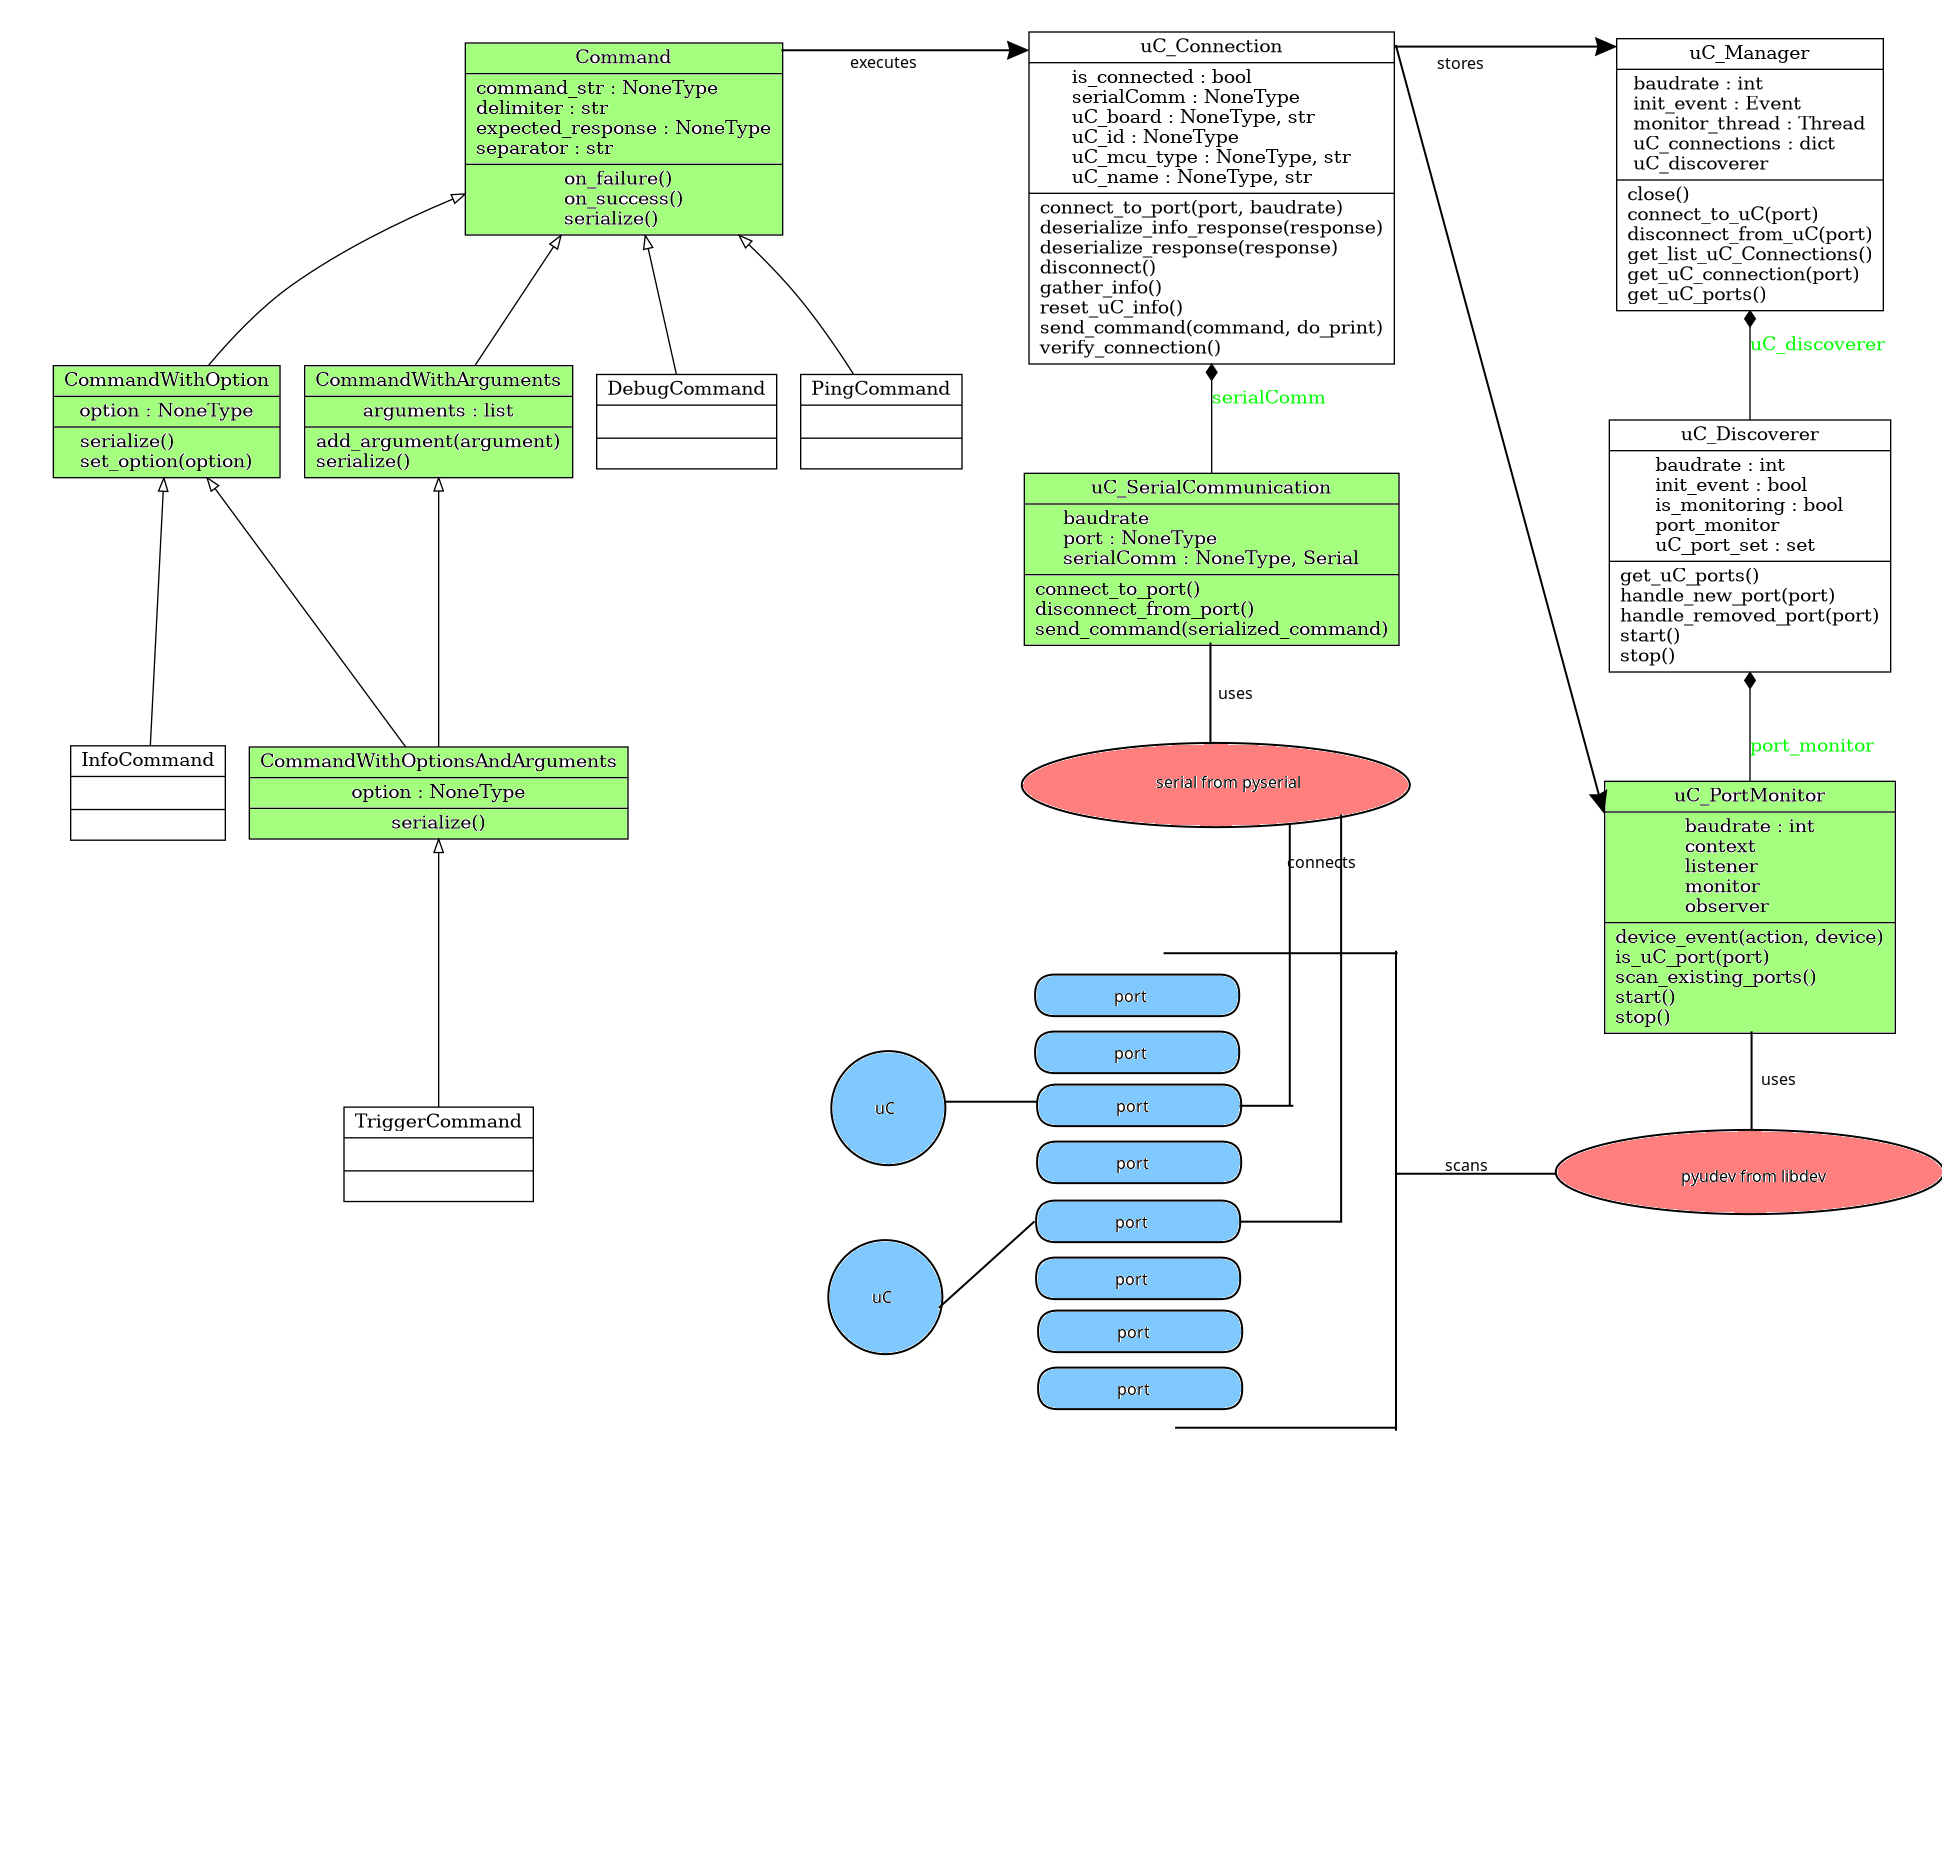 Command
command_str : NoneType
delimiter : str
expected_response : NoneType
separator : str
on_failure()
on_success()
serialize()
executes
uC_Connection
is_connected : bool
serialComm : NoneType
uC_board : NoneType, str
uC_id : NoneType
uC_mcu_type : NoneType, str
uC_name : NoneType, str
connect_to_port(port, baudrate)
deserialize_info_response(response)
deserialize_response(response)
disconnect()
gather_info()
reset_uC_info()
send_command(command, do_print)
verify_connection()
stores
uC_Manager
baudrate : int
init_event : Event
monitor_thread : Thread
uC_connections : dict
uC_discoverer
close()
connect_to_uC(port)
disconnect_from_uC(port)
get_list_uC_Connections()
get_uC_connection(port)
get_uC_ports()
uC_discoverer
CommandWithOption
option : NoneType
serialize()
set_option(option)
CommandWithArguments
arguments : list
add_argument(argument)
serialize()
DebugCommand
PingCommand
serialComm
uC_SerialCommunication
baudrate
port : NoneType
serialComm : NoneType, Serial
connect_to_port()
disconnect_from_port()
send_command(serialized_command)
uC_Discoverer
baudrate : int
init_event : bool
is_monitoring : bool
port_monitor
uC_port_set : set
get_uC_ports()
handle_new_port(port)
handle_removed_port(port)
start()
stop()
uses
port_monitor
InfoCommand
CommandWithOptionsAndArguments
option : NoneType
serialize()
serial from pyserial
connects
uC_PortMonitor
baudrate : int
context
listener
monitor
observer
device_event(action, device)
is_uC_port(port)
scan_existing_ports()
start()
stop()
uses
TriggerCommand
uC
uC
port
port
port
port
port
port
port
port
scans
pyudev from libdev